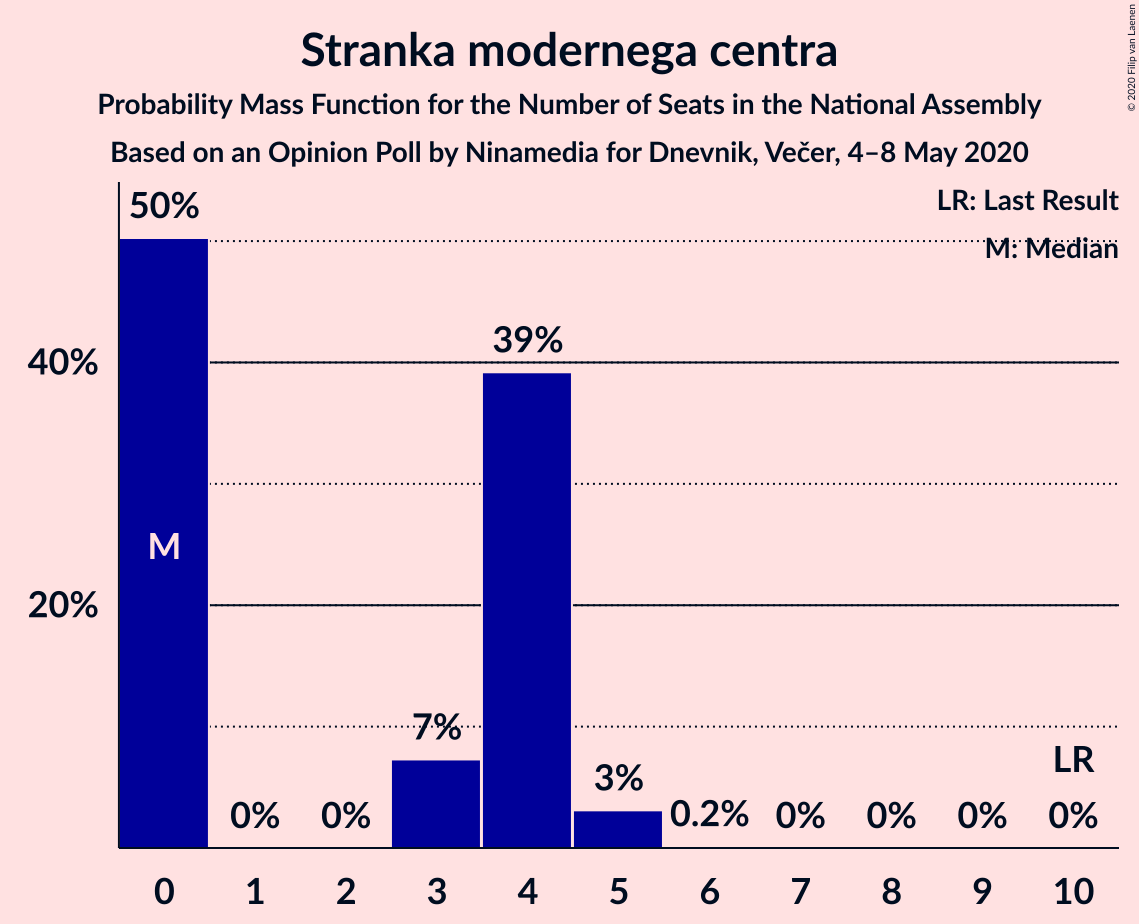 Stranka modernega centra
Probability Mass Function for the Number of Seats in the National Assembly
Based on an Opinion Poll by Ninamedia for Dnevnik, Večer, 4–8 May 2020
© 2020 Filip van Laenen
LR: Last Result
M: Median
50%
40%
39%
M
20%
7%
3%
LR
0% 0% 0.2% 0% 0% 0% 0%
0 1 2 3 4 5 6 7 8 9 10